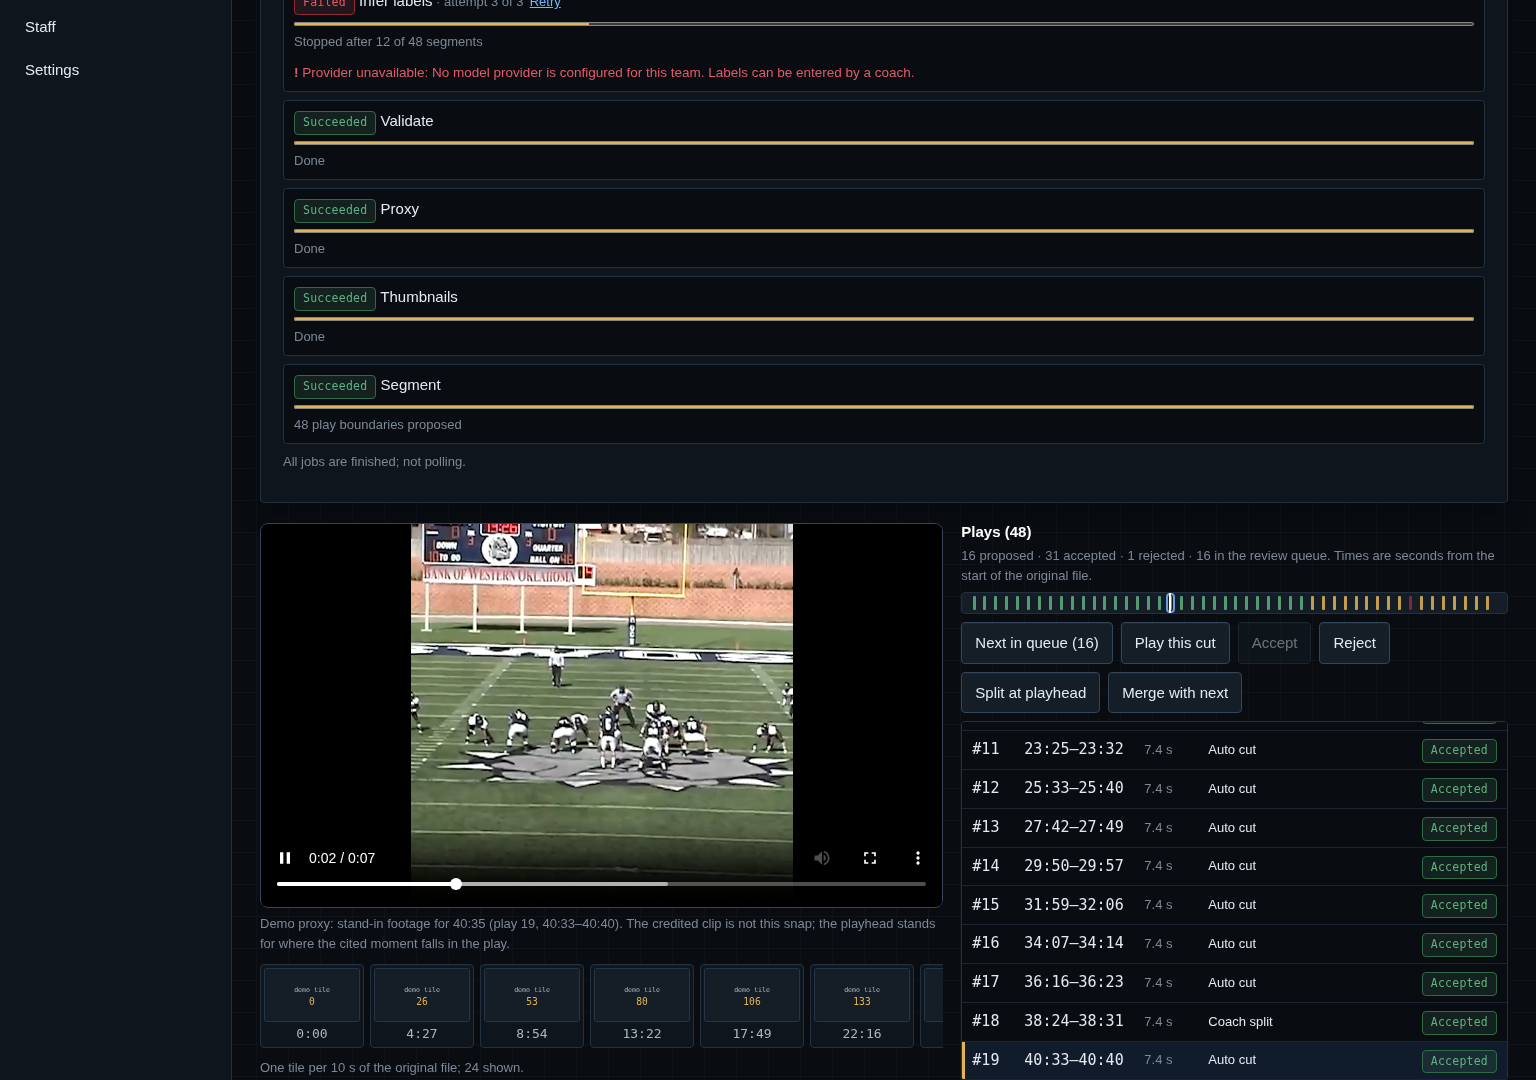 Staff
Settings
Failed Infer labels · attempt 3 of 3 Retry
Stopped after 12 of 48 segments
! Provider unavailable: No model provider is configured for this team. Labels can be entered by a coach.
Succeeded Validate
Done
Succeeded Proxy
Done
Succeeded Thumbnails
Done
Succeeded Segment
48 play boundaries proposed
All jobs are finished; not polling.
DOWN
TO GO
QUARTER
BALL ON
BANK OF WESTERN OKLAHOMA
0:02 / 0:07
Demo proxy: stand-in footage for 40:35 (play 19, 40:33–40:40). The credited clip is not this snap; the playhead stands
for where the cited moment falls in the play.
demo tile demo tile demo tile demo tile demo tile demo tile
0 26 53 80 106 133
0:00 4:27 8:54 13:22 17:49 22:16
One tile per 10 s of the original file; 24 shown.
Plays (48)
16 proposed · 31 accepted · 1 rejected · 16 in the review queue. Times are seconds from the
start of the original file.
Next in queue (16) Play this cut Accept Reject
Split at playhead Merge with next
#11 23:25–23:32 7.4 s Auto cut Accepted
#12 25:33–25:40 7.4 s Auto cut Accepted
#13 27:42–27:49 7.4 s Auto cut Accepted
#14 29:50–29:57 7.4 s Auto cut Accepted
#15 31:59–32:06 7.4 s Auto cut Accepted
#16 34:07–34:14 7.4 s Auto cut Accepted
#17 36:16–36:23 7.4 s Auto cut Accepted
#18 38:24–38:31 7.4 s Coach split Accepted
#19 40:33–40:40 7.4 s Auto cut Accepted